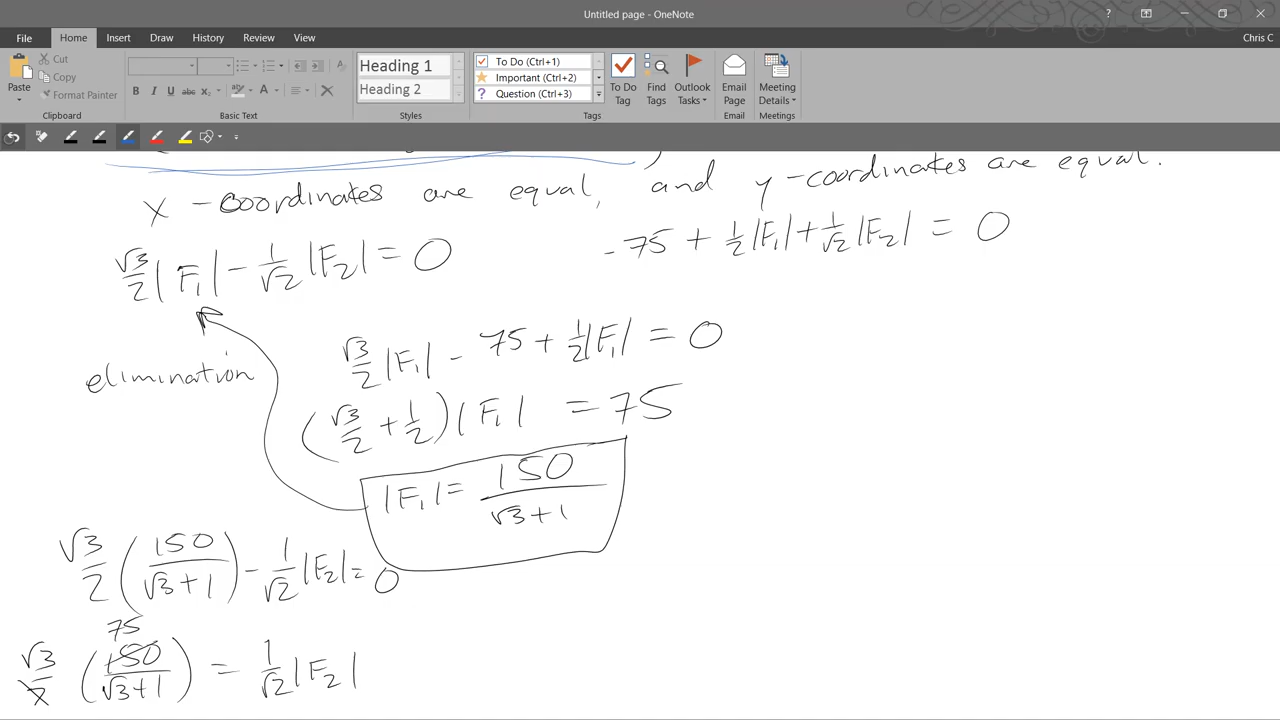 Untitled page - OneNote
File Home Insert Draw History Review View
Chris C
Paste
Cut
Copy
Format Painter
Clipboard
B I U abc x₂ A
Basic Text
Heading 1
Heading 2
Styles
To Do (Ctrl+1)
Important (Ctrl+2)
Question (Ctrl+3)
To Do Tag
Find Tags
Outlook Tasks
Tags
Email Page
Email
Meeting Details
Meetings
x-coordinates are equal, and y-coordinates are equal.
√3/2 |F₁| - 1/√2 |F₂| = 0
-75 + 1/2 |F₁| + 1/√2 |F₂| = 0
elimination
√3/2 |F₁| - 75 + 1/2 |F₁| = 0
(√3/2 + 1/2) |F₁| = 75
|F₁| = 150/(√3+1)
√3/2 (150/(√3+1)) - 1/√2 |F₂| = 0
75
√3/2 (150/(√3+1)) = 1/√2 |F₂|